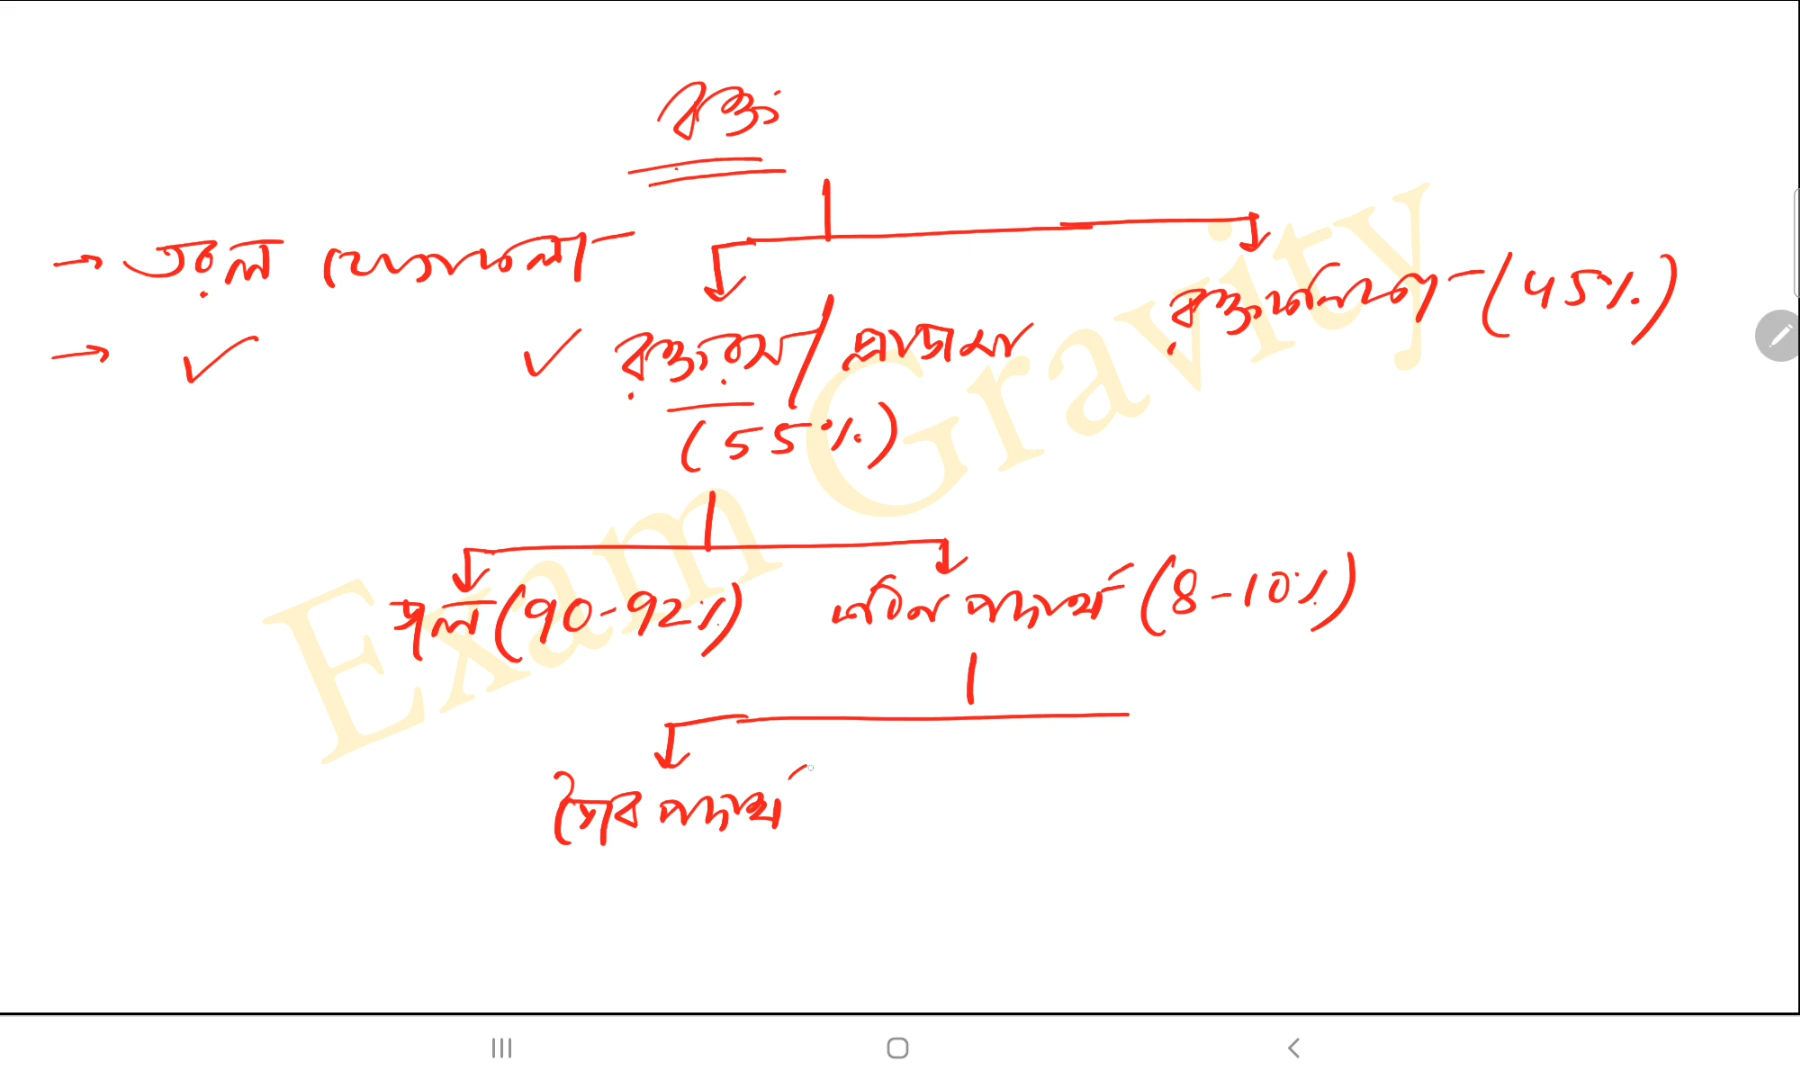 রক্ত
→ তরল যোগকলা
রক্তকণিকা - (45%)
→ ✓ ✓ রক্তরস / প্লাজমা
(55%)
জল (90-92%) কঠিন পদার্থ - (8-10%)
জৈব পদার্থ
Exam Gravity